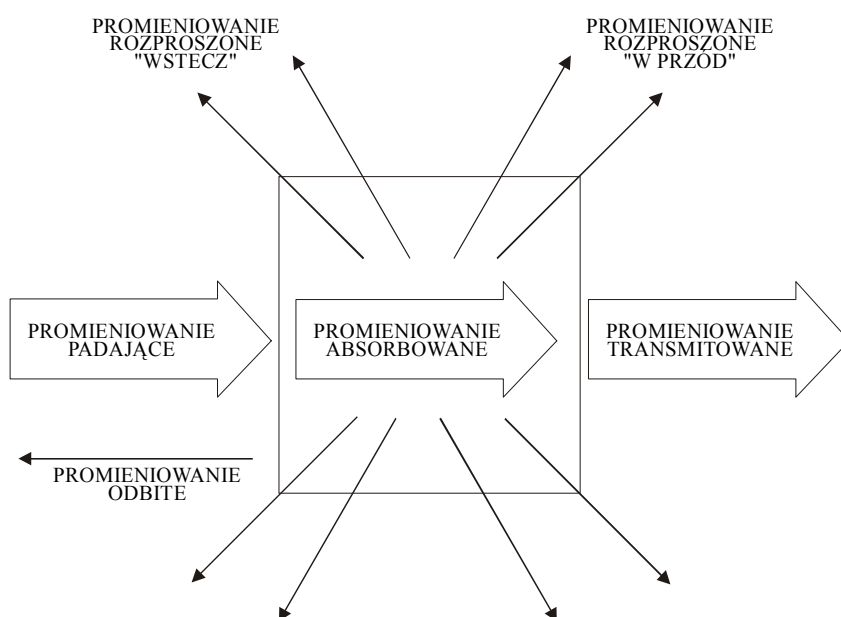 PROMIENIOWANIE
ROZPROSZONE
"WSTECZ"
PROMIENIOWANIE
ROZPROSZONE
"W PRZÓD"
PROMIENIOWANIE
PADAJĄCE
PROMIENIOWANIE
ABSORBOWANE
PROMIENIOWANIE
TRANSMITOWANE
PROMIENIOWANIE
ODBITE